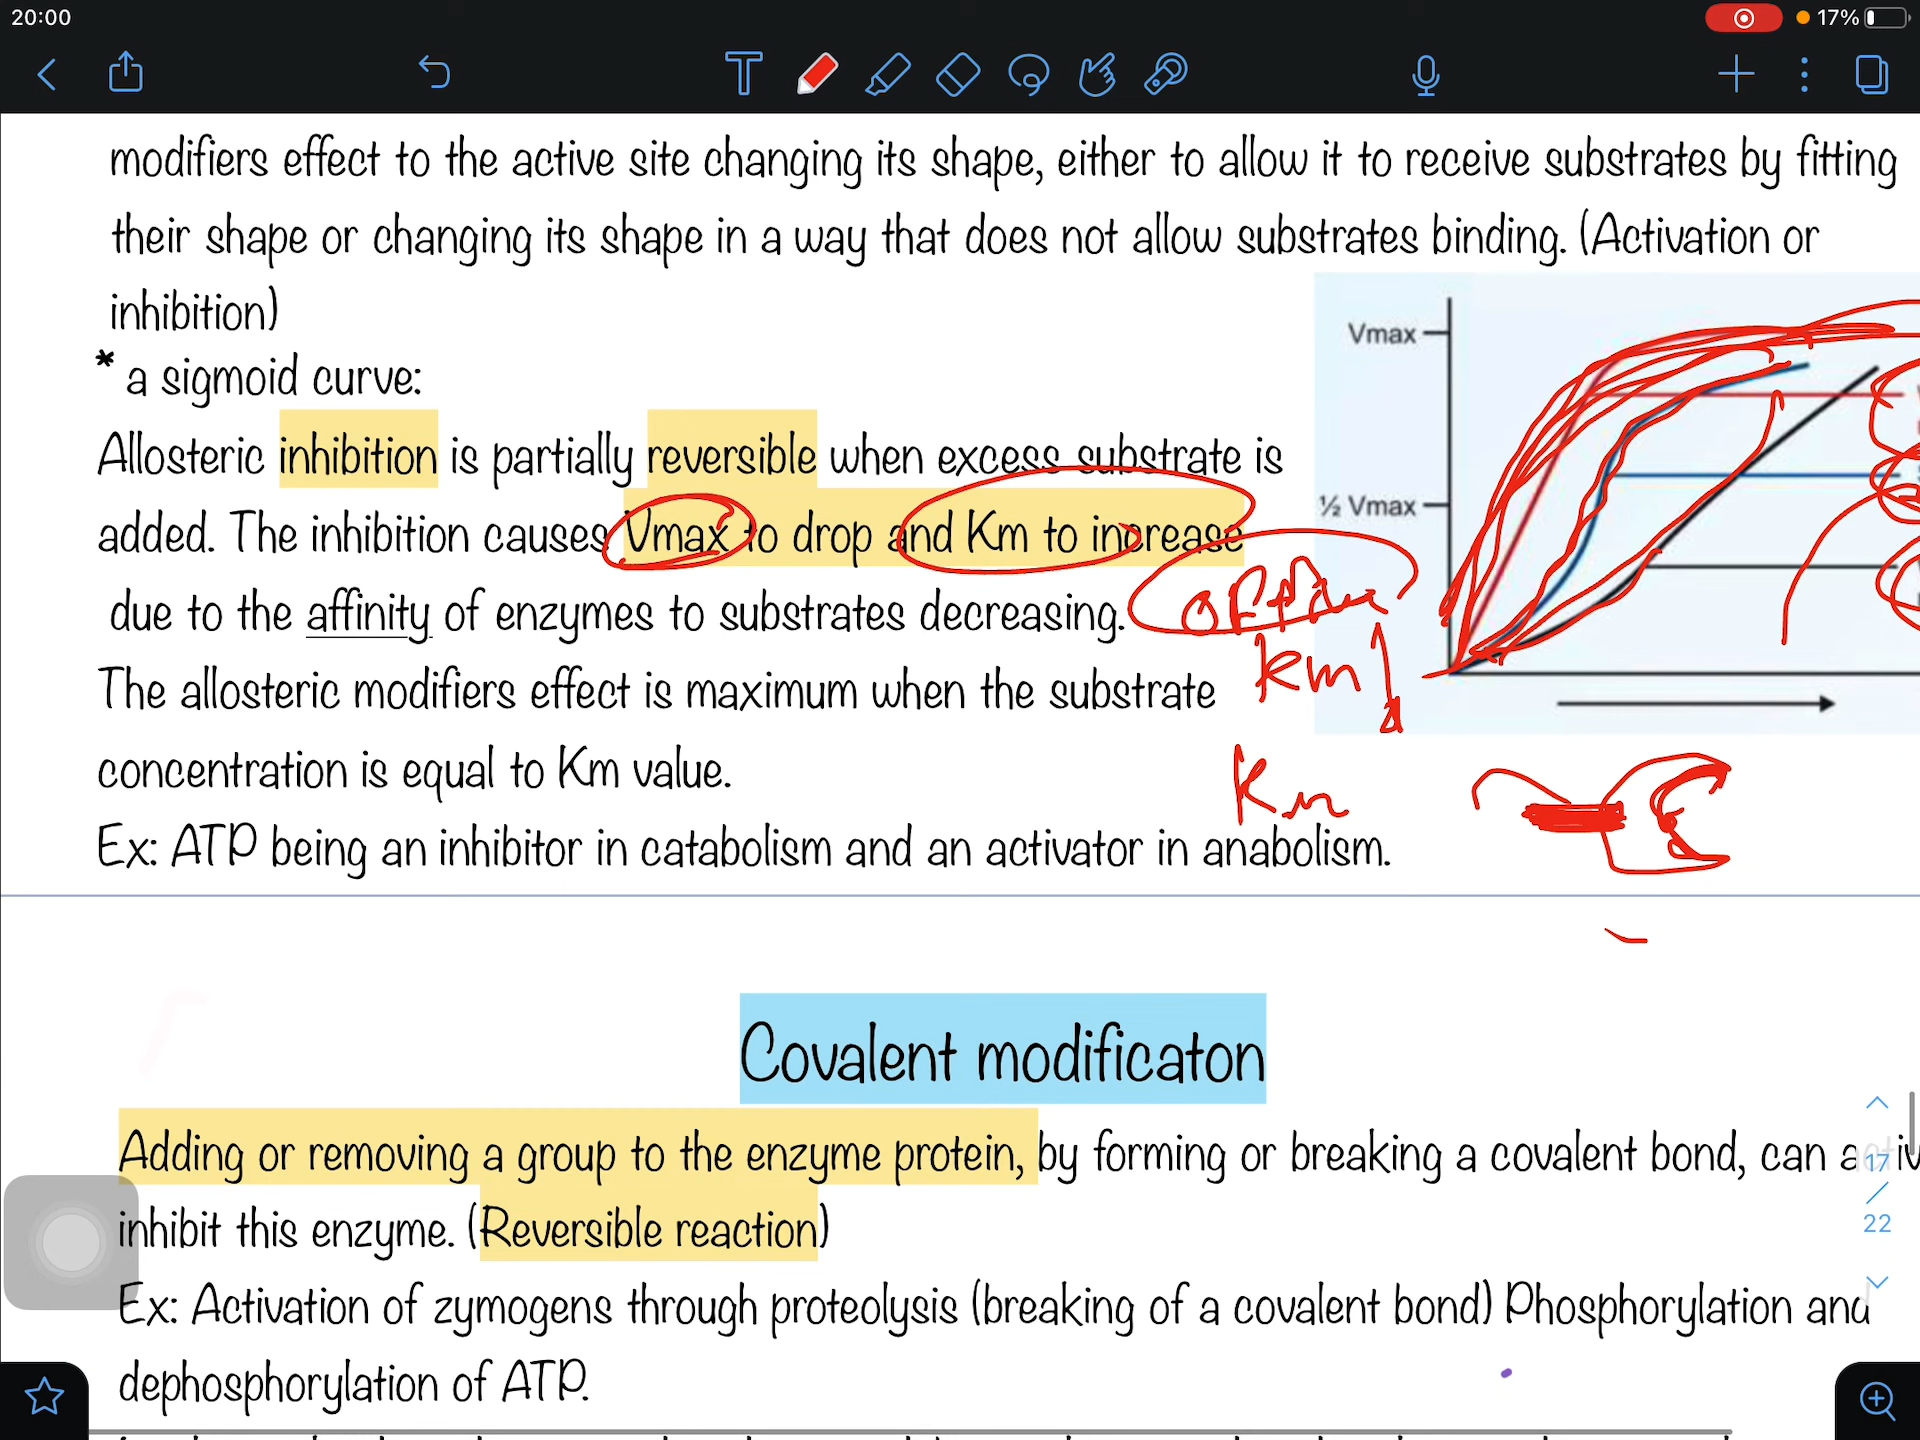 20:00
17%
modifiers effect to the active site changing its shape, either to allow it to receive substrates by fitting
their shape or changing its shape in a way that does not allow substrates binding. (Activation or
inhibition)
* a sigmoid curve:
Vmax
Allosteric inhibition is partially reversible when excess substrate is
½ Vmax
added. The inhibition causes Vmax to drop and Km to increase
due to the affinity of enzymes to substrates decreasing.
km
The allosteric modifiers effect is maximum when the substrate
concentration is equal to Km value.
Km
Ex: ATP being an inhibitor in catabolism and an activator in anabolism.
Covalent modificaton
Adding or removing a group to the enzyme protein, by forming or breaking a covalent bond, can activ
17
/
22
inhibit this enzyme. (Reversible reaction)
Ex: Activation of zymogens through proteolysis (breaking of a covalent bond) Phosphorylation and
dephosphorylation of ATP.